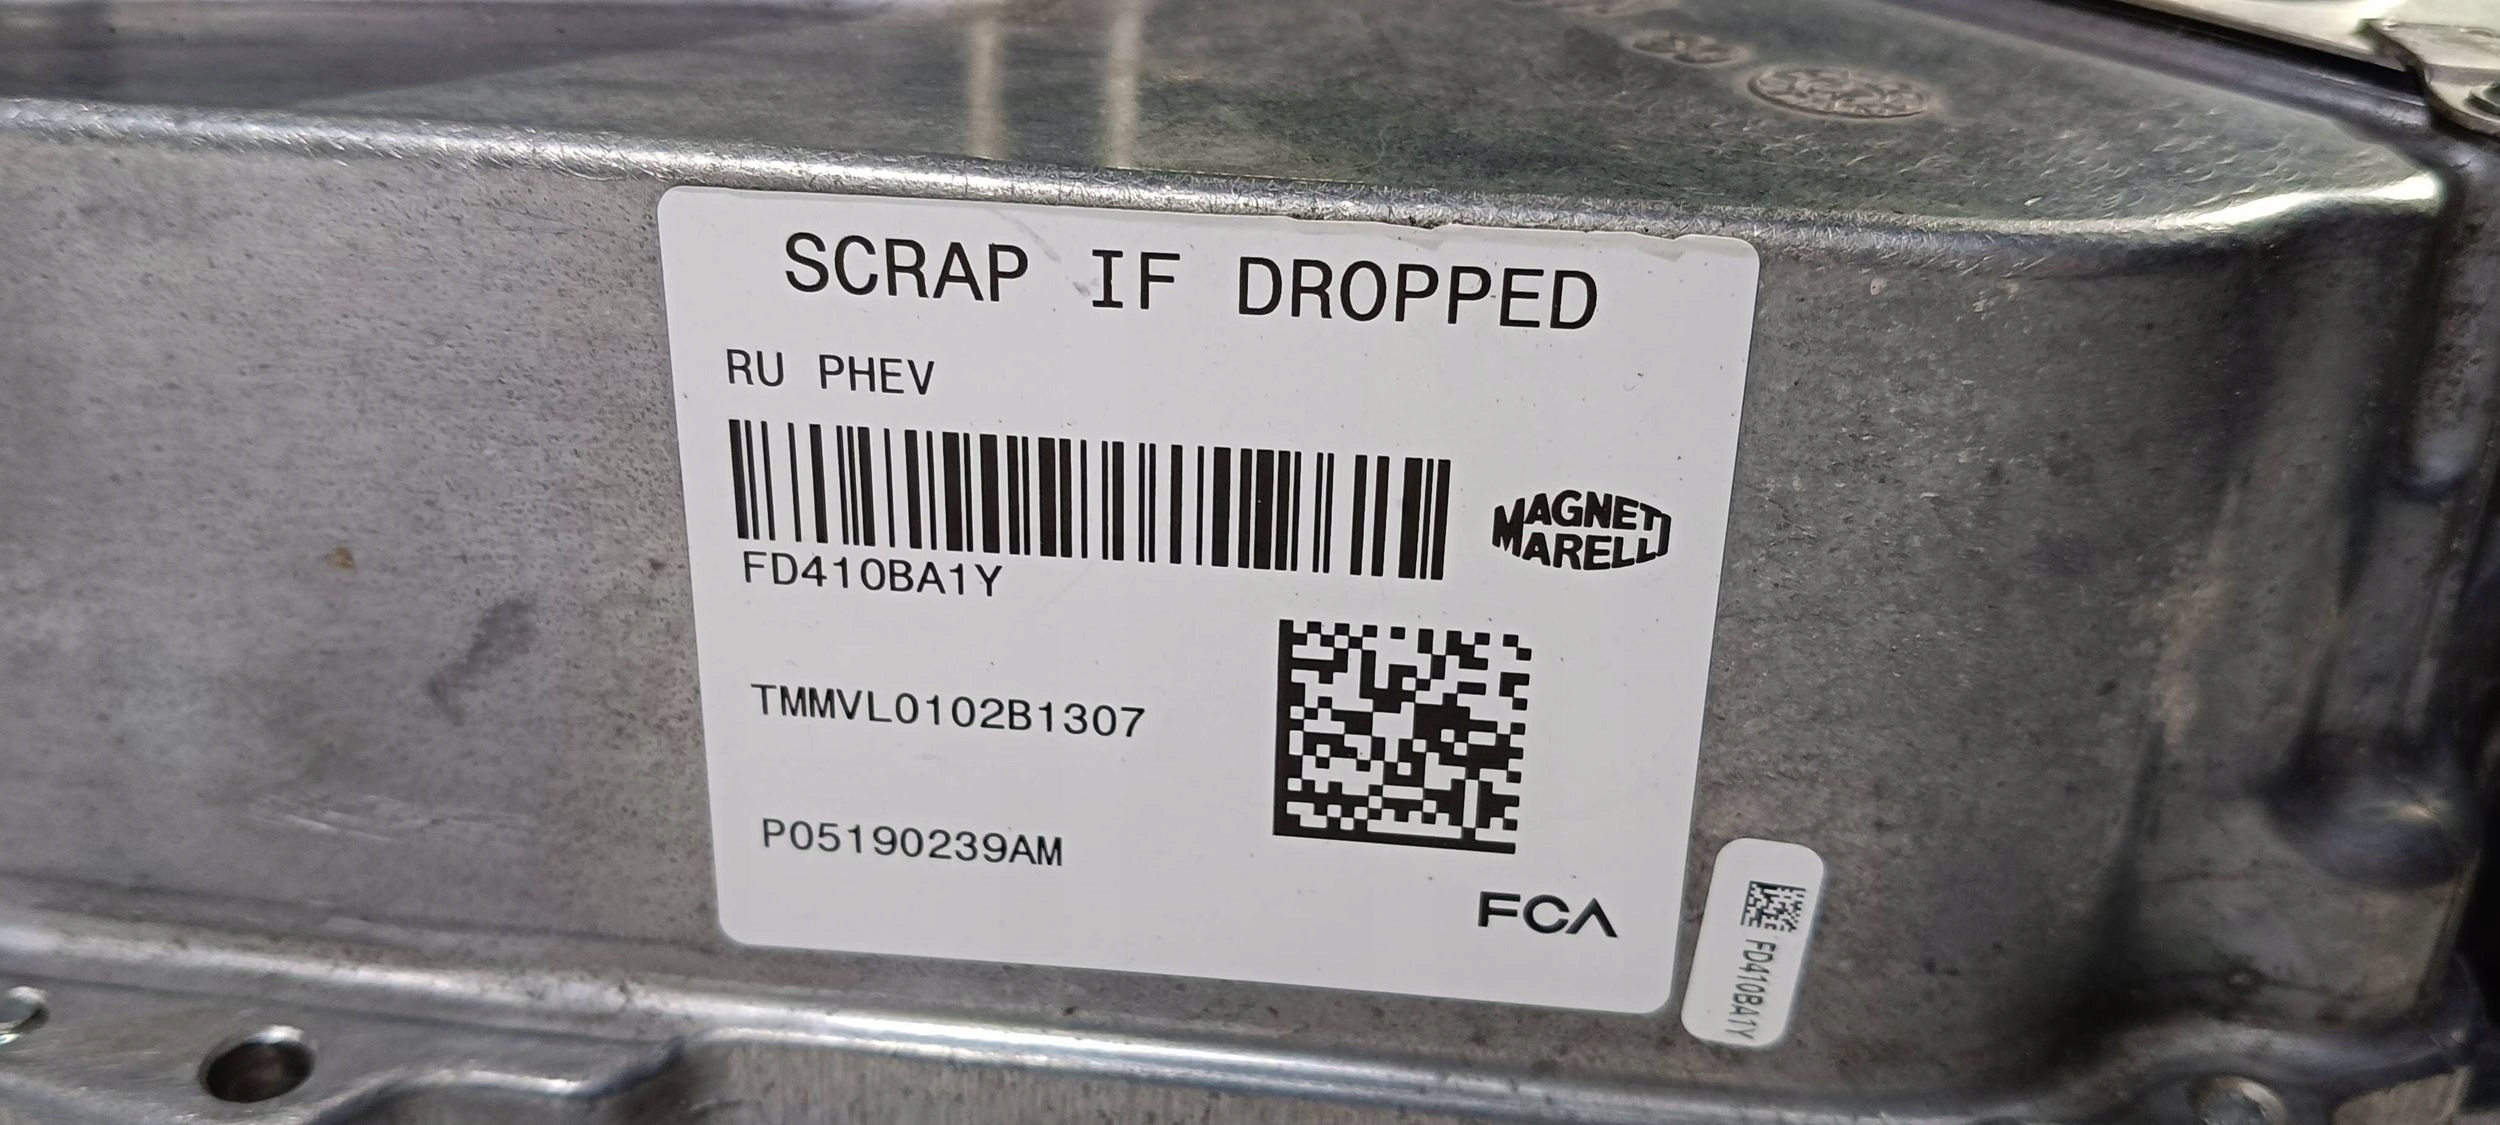 SCRAP IF DROPPED
RU PHEV
FD410BA1Y
MAGNETI
MARELLI
TMMVL0102B1307
P05190239AM
FCA
FD410BA1Y